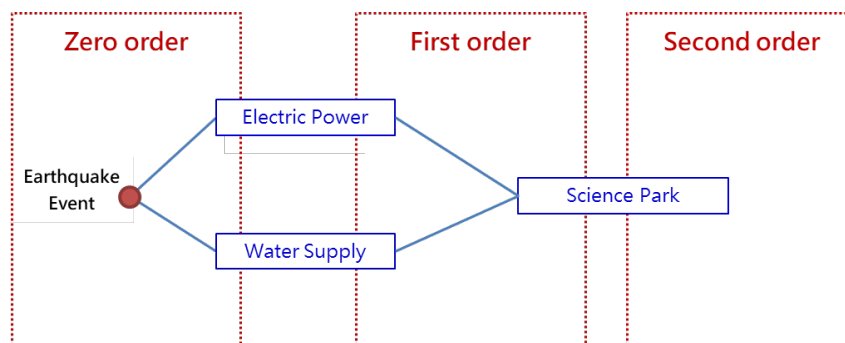 Zero order
First order
Second order
Electric Power
Earthquake
Event
Science Park
Water Supply